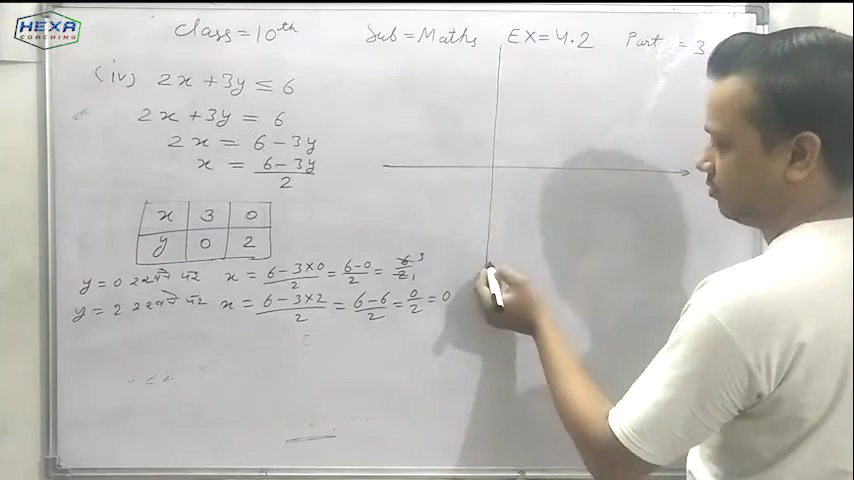 HEXA
COACHING
Class = 10th Sub = Maths EX = 4.2 Part = 3
(iv) 2x + 3y ≤ 6
2x + 3y = 6
2x = 6 - 3y
x = (6 - 3y)/2
x 3 0
y 0 2
y = 0 रखने पर x = (6 - 3×0)/2 = (6 - 0)/2 = 6/2 3 1
y = 2 रखने पर x = (6 - 3×2)/2 = (6 - 6)/2 = 0/2 = 0